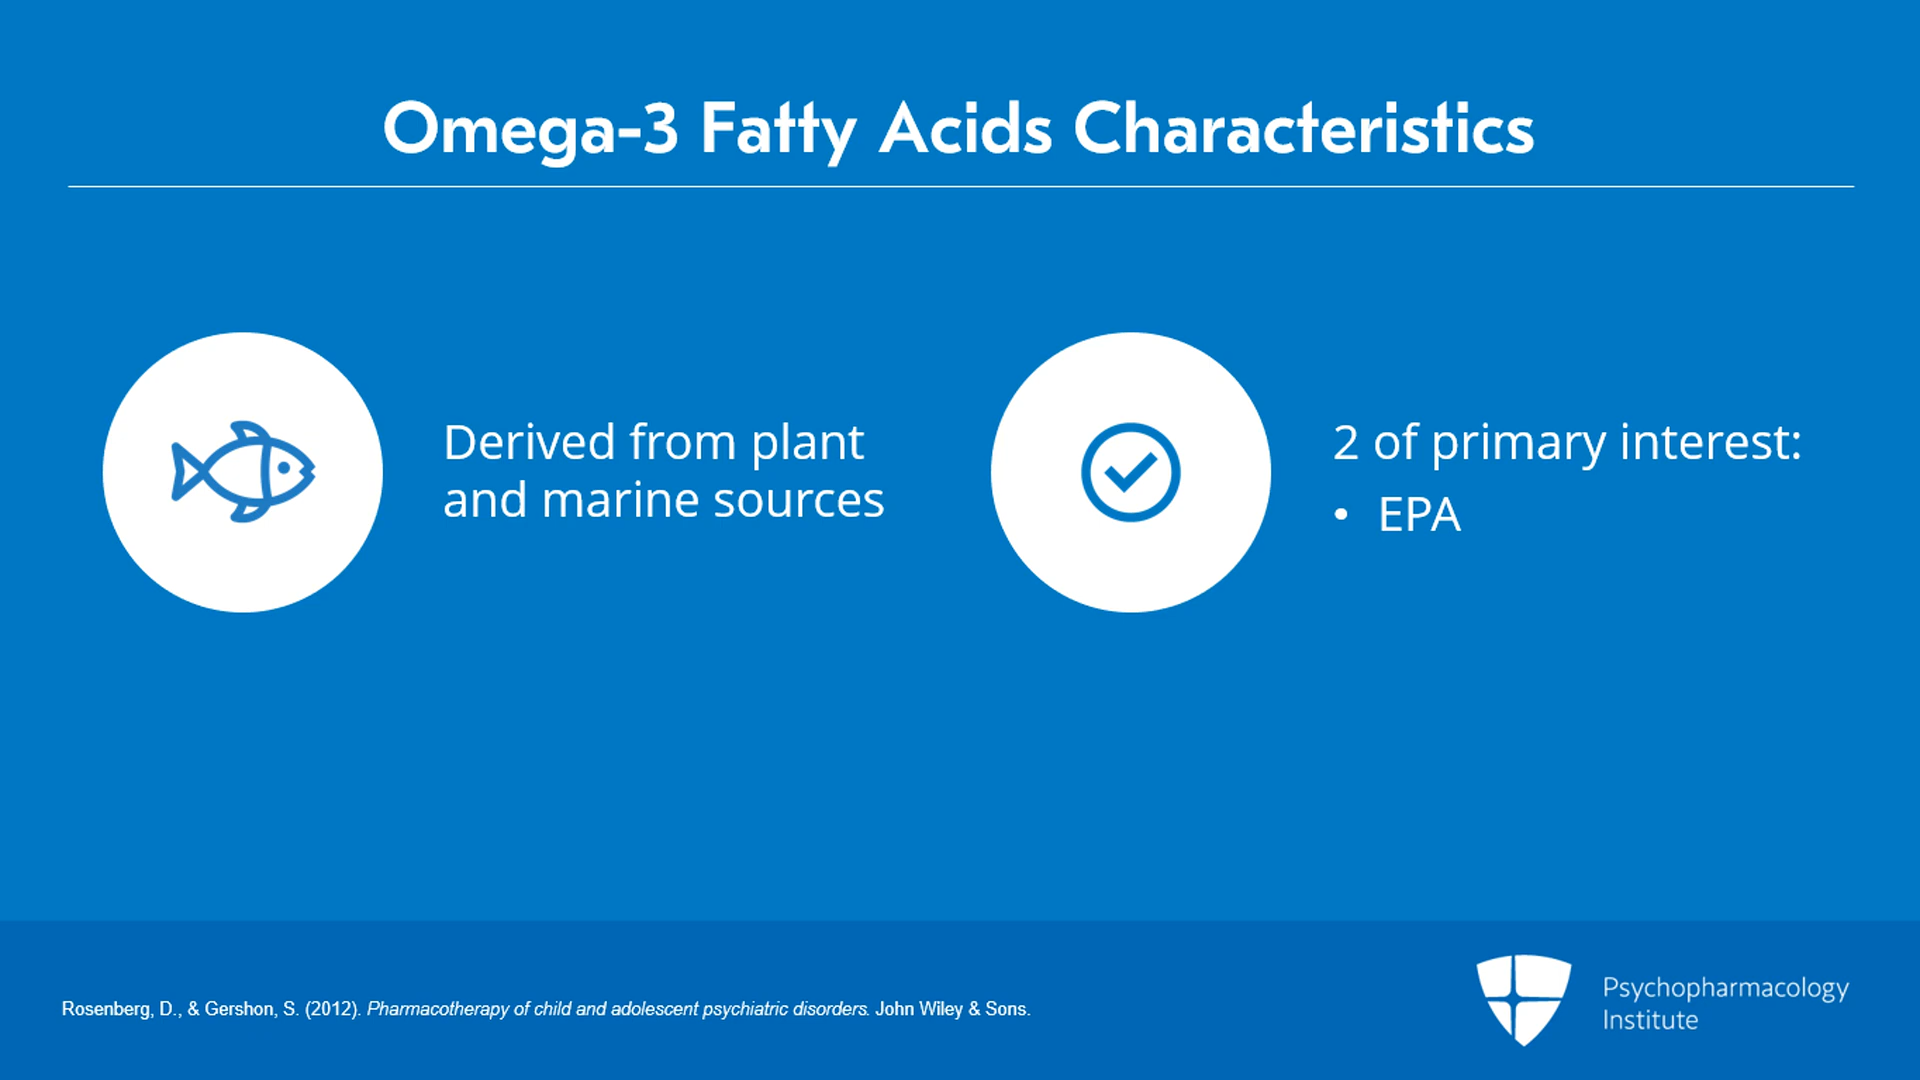 Omega-3 Fatty Acids Characteristics
Derived from plant
and marine sources
2 of primary interest:
• EPA
Rosenberg, D., & Gershon, S. (2012). Pharmacotherapy of child and adolescent psychiatric disorders. John Wiley & Sons.
Psychopharmacology
Institute